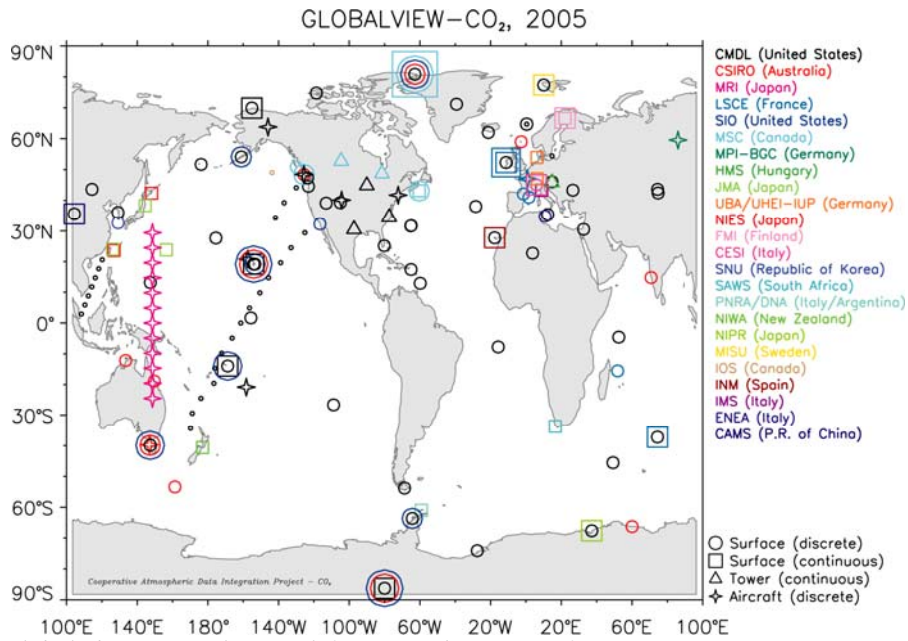 GLOBALVIEW−CO₂, 2005
90°N
60°N
30°N
0°
30°S
60°S
90°S
100°E 140° 180° 140°W 100°W 60°W 20°W 20°E 60°E 100°E
CMDL (United States)
CSIRO (Australia)
MRI (Japan)
LSCE (France)
SIO (United States)
MSC (Canada)
MPI−BGC (Germany)
HMS (Hungary)
JMA (Japan)
UBA/UHEI−IUP (Germany)
NIES (Japan)
FMI (Finland)
CESI (Italy)
SNU (Republic of Korea)
SAWS (South Africa)
PNRA/DNA (Italy/Argentina)
NIWA (New Zealand)
NIPR (Japan)
MISU (Sweden)
IOS (Canada)
INM (Spain)
IMS (Italy)
ENEA (Italy)
CAMS (P.R. of China)
Surface (discrete)
Surface (continuous)
Tower (continuous)
Aircraft (discrete)
Cooperative Atmospheric Data Integration Project − CO₂